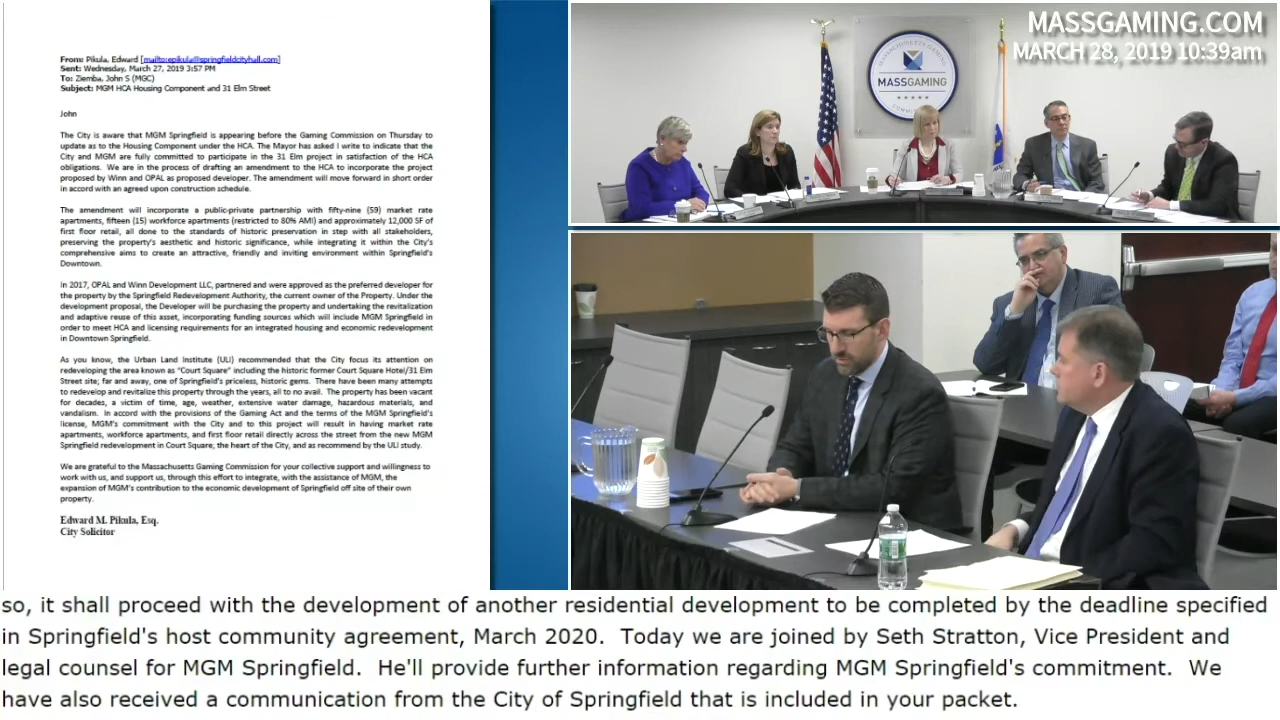 From: Pikula, Edward [mailto:epikula@springfieldcityhall.com]
Sent: Wednesday, March 27, 2019 3:57 PM
To: Ziemba, John S (MGC)
Subject: MGM HCA Housing Component and 31 Elm Street
John
The City is aware that MGM Springfield is appearing before the Gaming Commission on Thursday to
update as to the Housing Component under the HCA. The Mayor has asked I write to indicate that the
City and MGM are fully committed to participate in the 31 Elm project in satisfaction of the HCA
obligations. We are in the process of drafting an amendment to the HCA to incorporate the project
proposed by Winn and OPAL as proposed developer. The amendment will move forward in short order
in accord with an agreed upon construction schedule.
The amendment will incorporate a public-private partnership with fifty-nine (59) market rate
apartments, fifteen (15) workforce apartments (restricted to 80% AMI) and approximately 12,000 SF of
first floor retail, all done to the standards of historic preservation in step with all stakeholders,
preserving the property's aesthetic and historic significance, while integrating it within the City's
comprehensive aims to create an attractive, friendly and inviting environment within Springfield's
Downtown.
In 2017, OPAL and Winn Development LLC, partnered and were approved as the preferred developer for
the property by the Springfield Redevelopment Authority, the current owner of the Property. Under the
development proposal, the Developer will be purchasing the property and undertaking the revitalization
and adaptive reuse of this asset, incorporating funding sources which will include MGM Springfield in
order to meet HCA and licensing requirements for an integrated housing and economic redevelopment
in Downtown Springfield.
As you know, the Urban Land Institute (ULI) recommended that the City focus its attention on
redeveloping the area known as "Court Square" including the historic former Court Square Hotel/31 Elm
Street site; far and away, one of Springfield's priceless, historic gems. There have been many attempts
to redevelop and revitalize this property through the years, all to no avail. The property has been vacant
for decades, a victim of time, age, weather, extensive water damage, hazardous materials, and
vandalism. In accord with the provisions of the Gaming Act and the terms of the MGM Springfield's
license, MGM's commitment with the City and to this project will result in having market rate
apartments, workforce apartments, and first floor retail directly across the street from the new MGM
Springfield redevelopment in Court Square, the heart of the City, and as recommend by the ULI study.
We are grateful to the Massachusetts Gaming Commission for your collective support and willingness to
work with us, and support us, through this effort to integrate, with the assistance of MGM, the
expansion of MGM's contribution to the economic development of Springfield off site of their own
property.
Edward M. Pikula, Esq.
City Solicitor
MASSGAMING.COM
MARCH 28, 2019 10:39am
MASSACHUSETTS GAMING
MASSGAMING
so, it shall proceed with the development of another residential development to be completed by the deadline specified
in Springfield's host community agreement, March 2020.  Today we are joined by Seth Stratton, Vice President and
legal counsel for MGM Springfield.  He'll provide further information regarding MGM Springfield's commitment.  We
have also received a communication from the City of Springfield that is included in your packet.